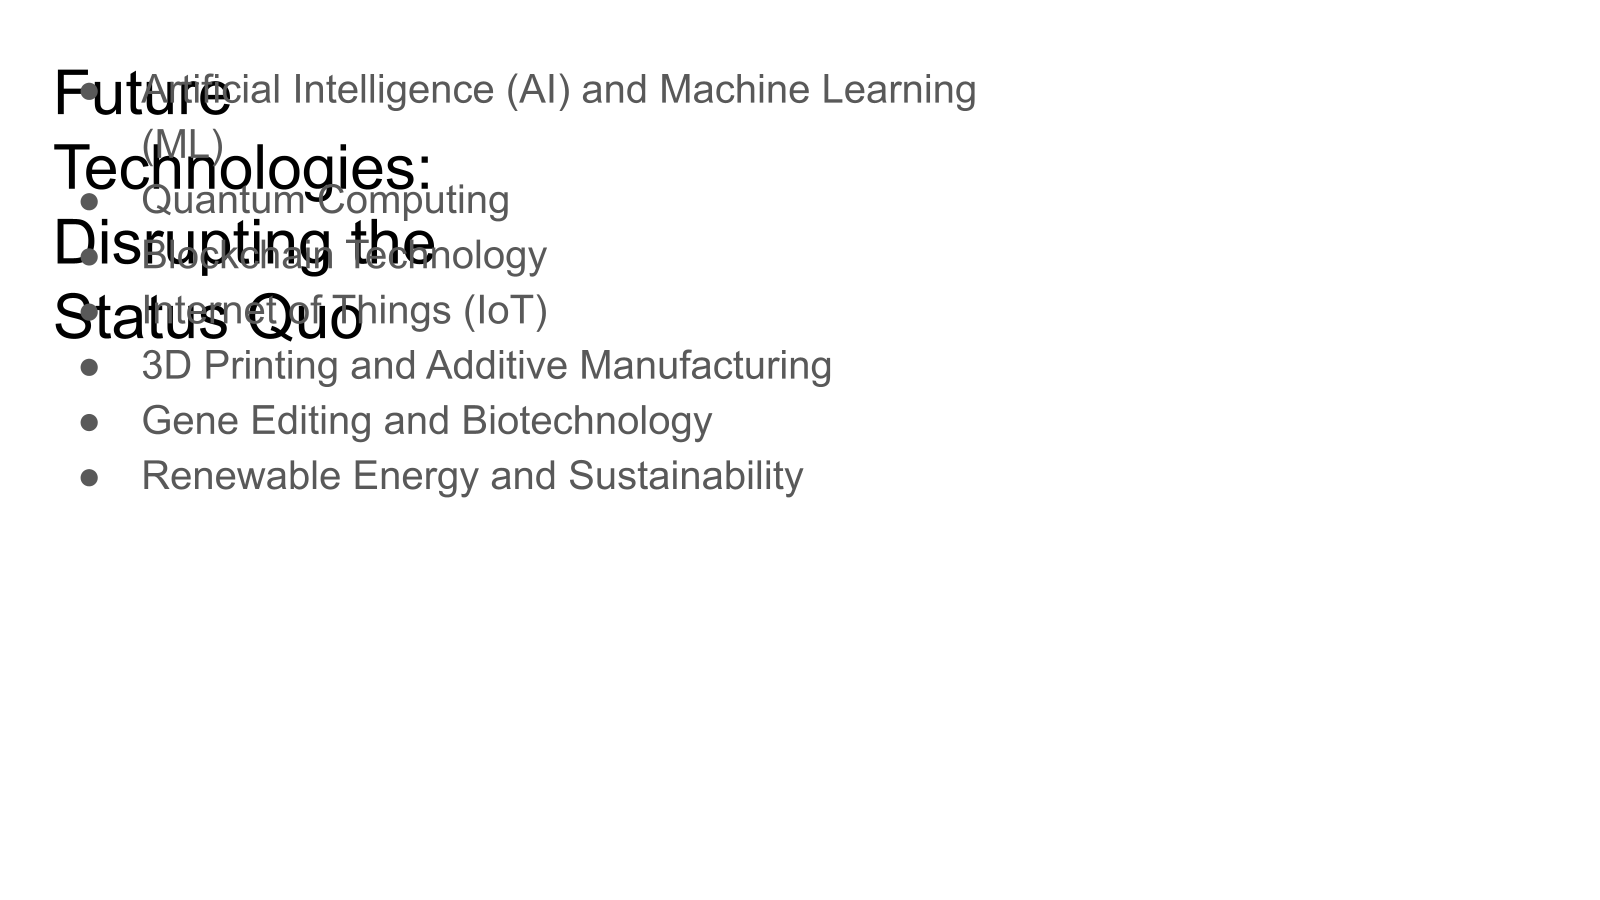 Future
Technologies:
Disrupting the
Status Quo
● Artificial Intelligence (AI) and Machine Learning
(ML)
● Quantum Computing
● Blockchain Technology
● Internet of Things (IoT)
● 3D Printing and Additive Manufacturing
● Gene Editing and Biotechnology
● Renewable Energy and Sustainability